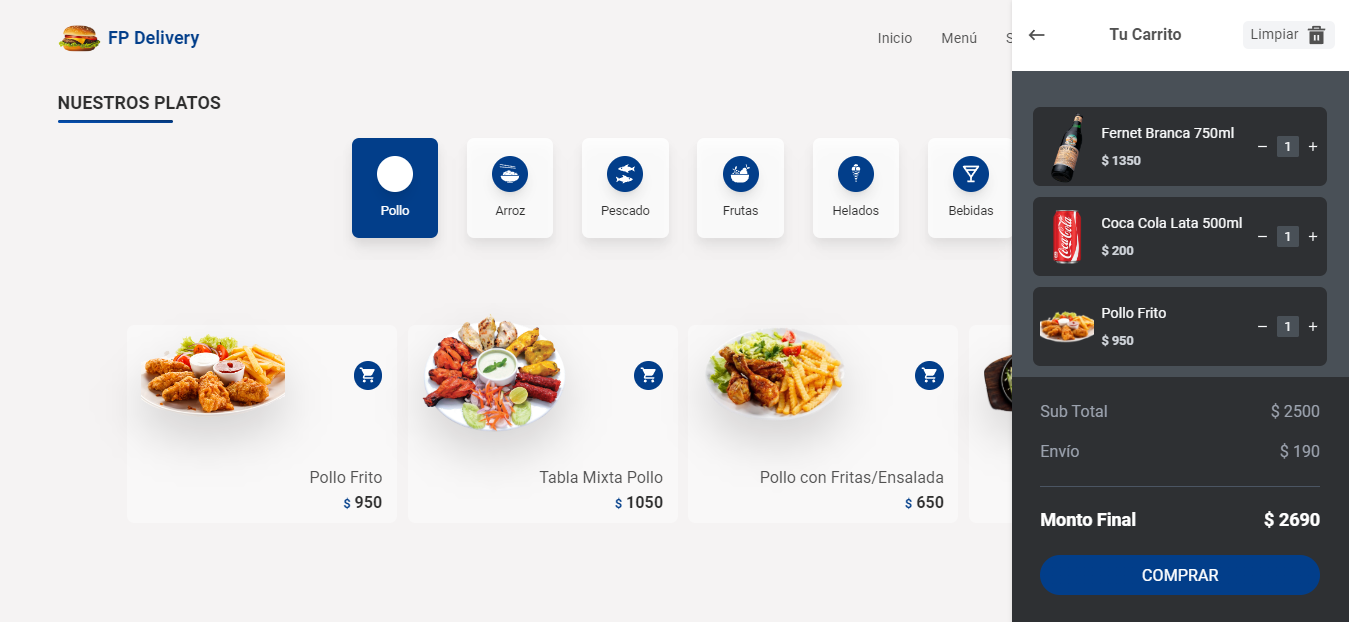 FP Delivery
Inicio
Menú
S
NUESTROS PLATOS
Pollo
Arroz
Pescado
Frutas
Helados
Bebidas
Pollo Frito
$ 950
Tabla Mixta Pollo
$ 1050
Pollo con Fritas/Ensalada
$ 650
Tu Carrito
Limpiar
Fernet Branca 750ml
$ 1350
− 1 +
Coca Cola Lata 500ml
$ 200
− 1 +
Coca-Cola
Pollo Frito
$ 950
− 1 +
Sub Total $ 2500
Envío $ 190
Monto Final $ 2690
COMPRAR